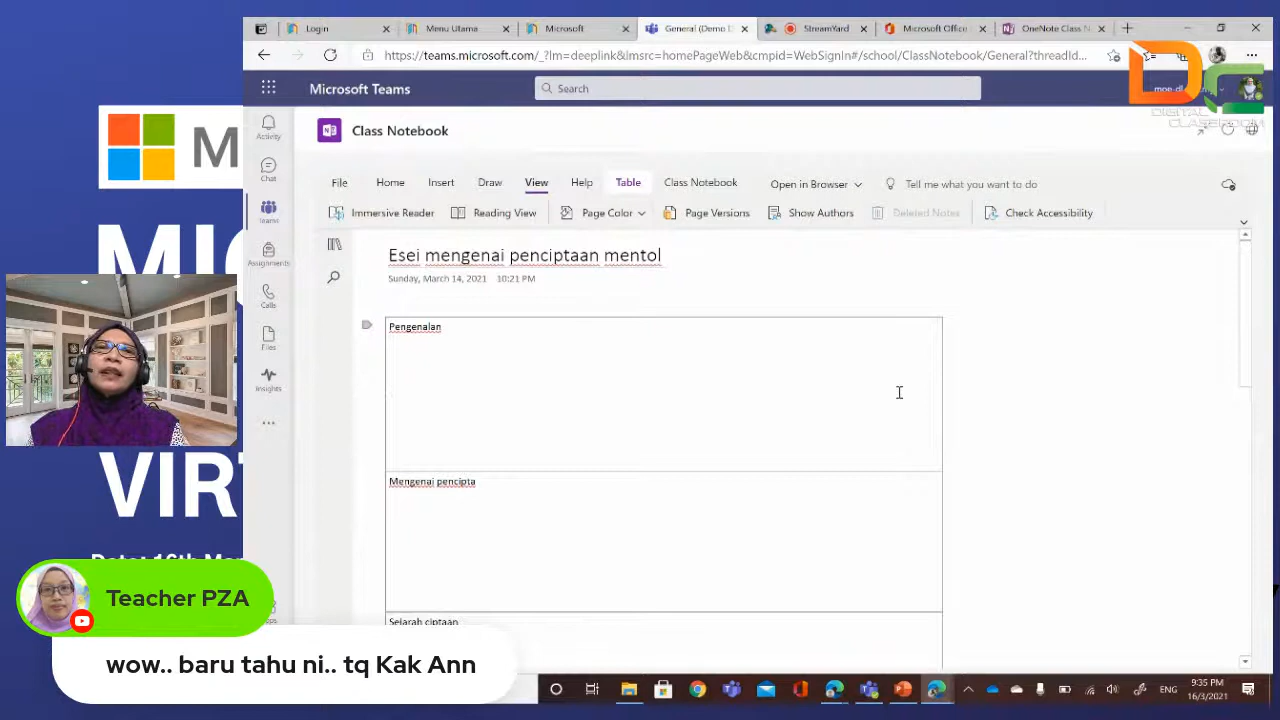 Login
Menu Utama
Microsoft
General (Demo D
StreamYard
Microsoft Office
OneNote Class N
https://teams.microsoft.com/_?lm=deeplink&lmsrc=homePageWeb&cmpid=WebSignIn#/school/ClassNotebook/General?threadId...
Microsoft Teams
Search
DIGITAL
CLASSROOM
Activity
Chat
Teams
Assignments
Calls
Files
Insights
Class Notebook
File
Home
Insert
Draw
View
Help
Table
Class Notebook
Open in Browser
Tell me what you want to do
Immersive Reader
Reading View
Page Color
Page Versions
Show Authors
Deleted Notes
Check Accessibility
Esei mengenai penciptaan mentol
Sunday, March 14, 2021 10:21 PM
Pengenalan
Mengenai pencipta
Sejarah ciptaan
M
VIR
Teacher PZA
wow.. baru tahu ni.. tq Kak Ann
ENG
9:35 PM
16/3/2021